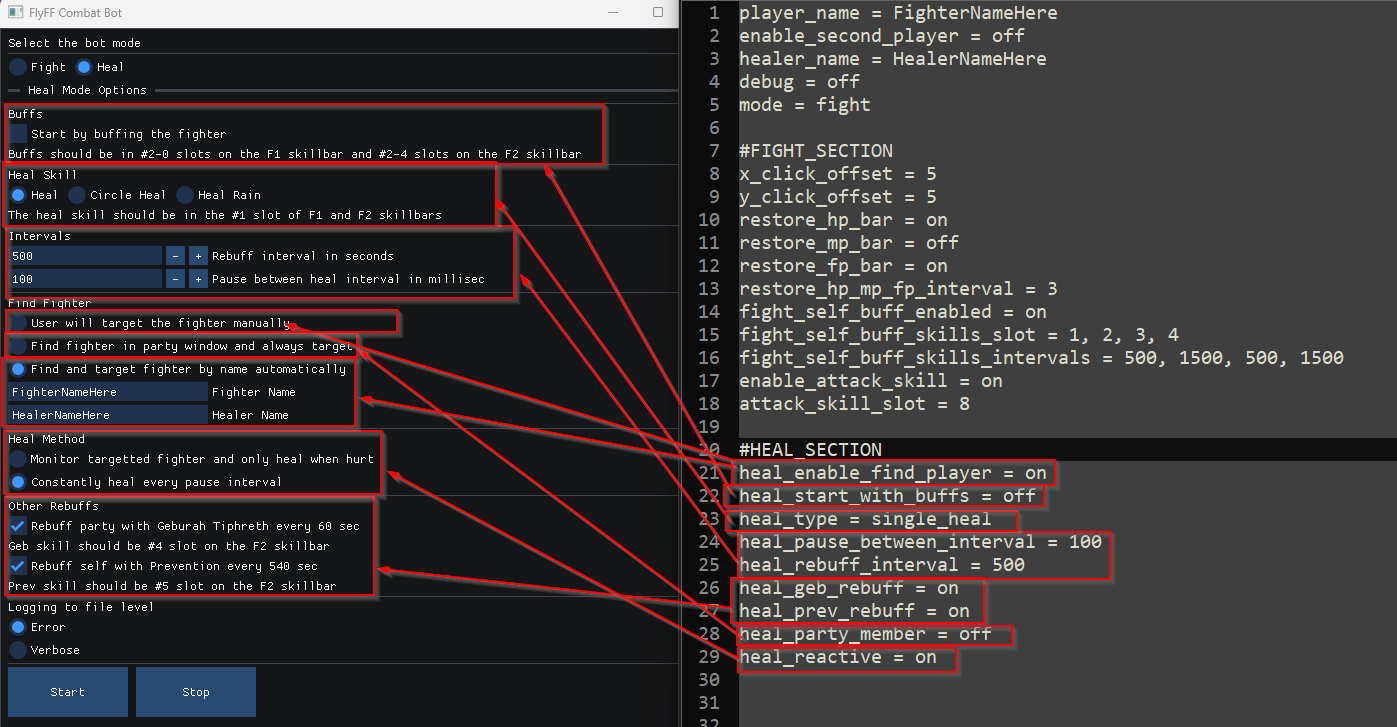 FlyFF Combat Bot
Select the bot mode
Fight Heal
Heal Mode Options
Buffs
Start by buffing the fighter
Buffs should be in #2-0 slots on the F1 skillbar and #2-4 slots on the F2 skillbar
Heal Skill
Heal Circle Heal Heal Rain
The heal skill should be in the #1 slot of F1 and F2 skillbars
Intervals
500 - + Rebuff interval in seconds
100 - + Pause between heal interval in millisec
Find Fighter
User will target the fighter manually
Find fighter in party window and always target
Find and target fighter by name automatically
FighterNameHere Fighter Name
HealerNameHere Healer Name
Heal Method
Monitor targetted fighter and only heal when hurt
Constantly heal every pause interval
Other Rebuffs
Rebuff party with Geburah Tiphreth every 60 sec
Geb skill should be #4 slot on the F2 skillbar
Rebuff self with Prevention every 540 sec
Prev skill should be #5 slot on the F2 skillbar
Logging to file level
Error
Verbose
Start Stop
1 player_name = FighterNameHere
2 enable_second_player = off
3 healer_name = HealerNameHere
4 debug = off
5 mode = fight
6
7 #FIGHT_SECTION
8 x_click_offset = 5
9 y_click_offset = 5
10 restore_hp_bar = on
11 restore_mp_bar = off
12 restore_fp_bar = on
13 restore_hp_mp_fp_interval = 3
14 fight_self_buff_enabled = on
15 fight_self_buff_skills_slot = 1, 2, 3, 4
16 fight_self_buff_skills_intervals = 500, 1500, 500, 1500
17 enable_attack_skill = on
18 attack_skill_slot = 8
19
20 #HEAL_SECTION
21 heal_enable_find_player = on
22 heal_start_with_buffs = off
23 heal_type = single_heal
24 heal_pause_between_interval = 100
25 heal_rebuff_interval = 500
26 heal_geb_rebuff = on
27 heal_prev_rebuff = on
28 heal_party_member = off
29 heal_reactive = on
30
31
32